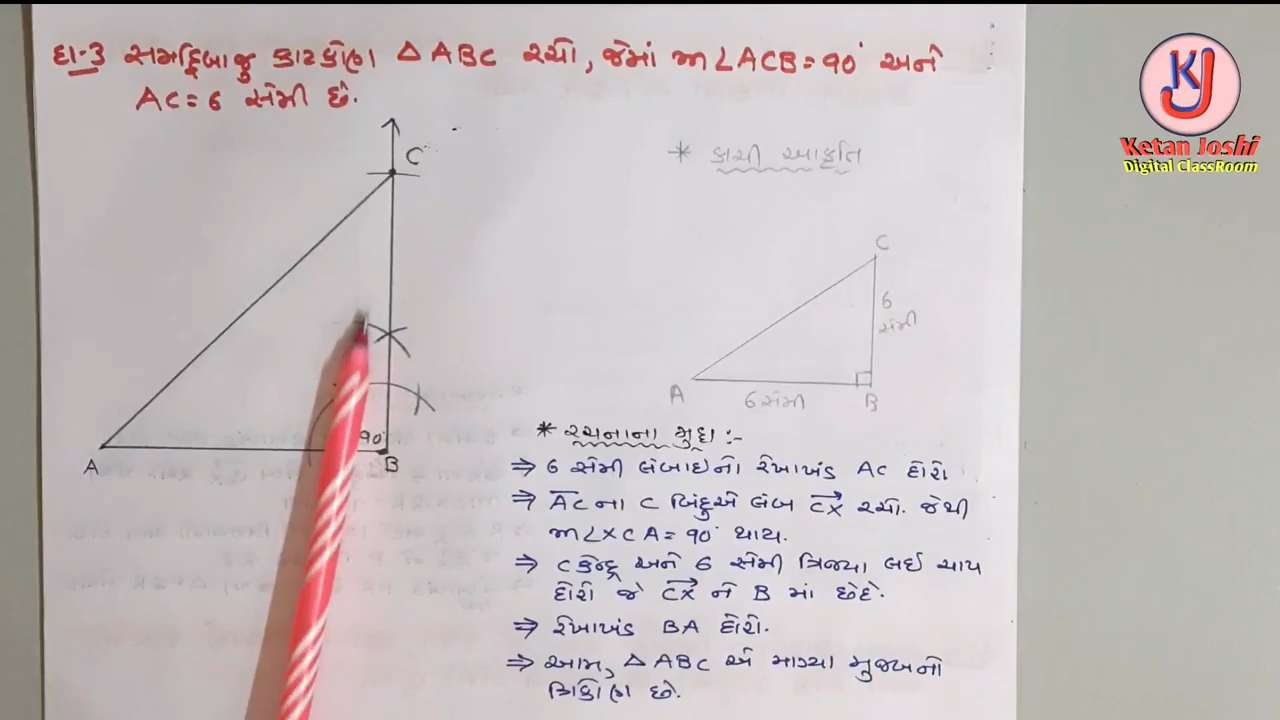 દા-3 સમદ્વિબાજુ કાટકોણ △ ABC રચો, જેમાં m∠ACB = 90° અને
AC = 6 સેમી છે.
* કાચી આકૃતિ
C
C
6
સેમી
A
6 સેમી
B
90°
A
B
* રચનાના મુદ્દા :-
⇒ 6 સેમી લંબાઈનો રેખાખંડ AC દોરો
⇒ A̅C̅ ના C બિંદુએ લંબ CX→ રચો. જેથી
m∠XCA = 90° થાય.
⇒ C કેન્દ્ર અને 6 સેમી ત્રિજ્યા લઈ ચાપ
દોરો જે CX→ ને B માં છેદે.
⇒ રેખાખંડ BA દોરો.
⇒ આમ, △ ABC એ માગ્યા મુજબનો
ત્રિકોણ છે.
KJ
Ketan Joshi
Digital ClassRoom